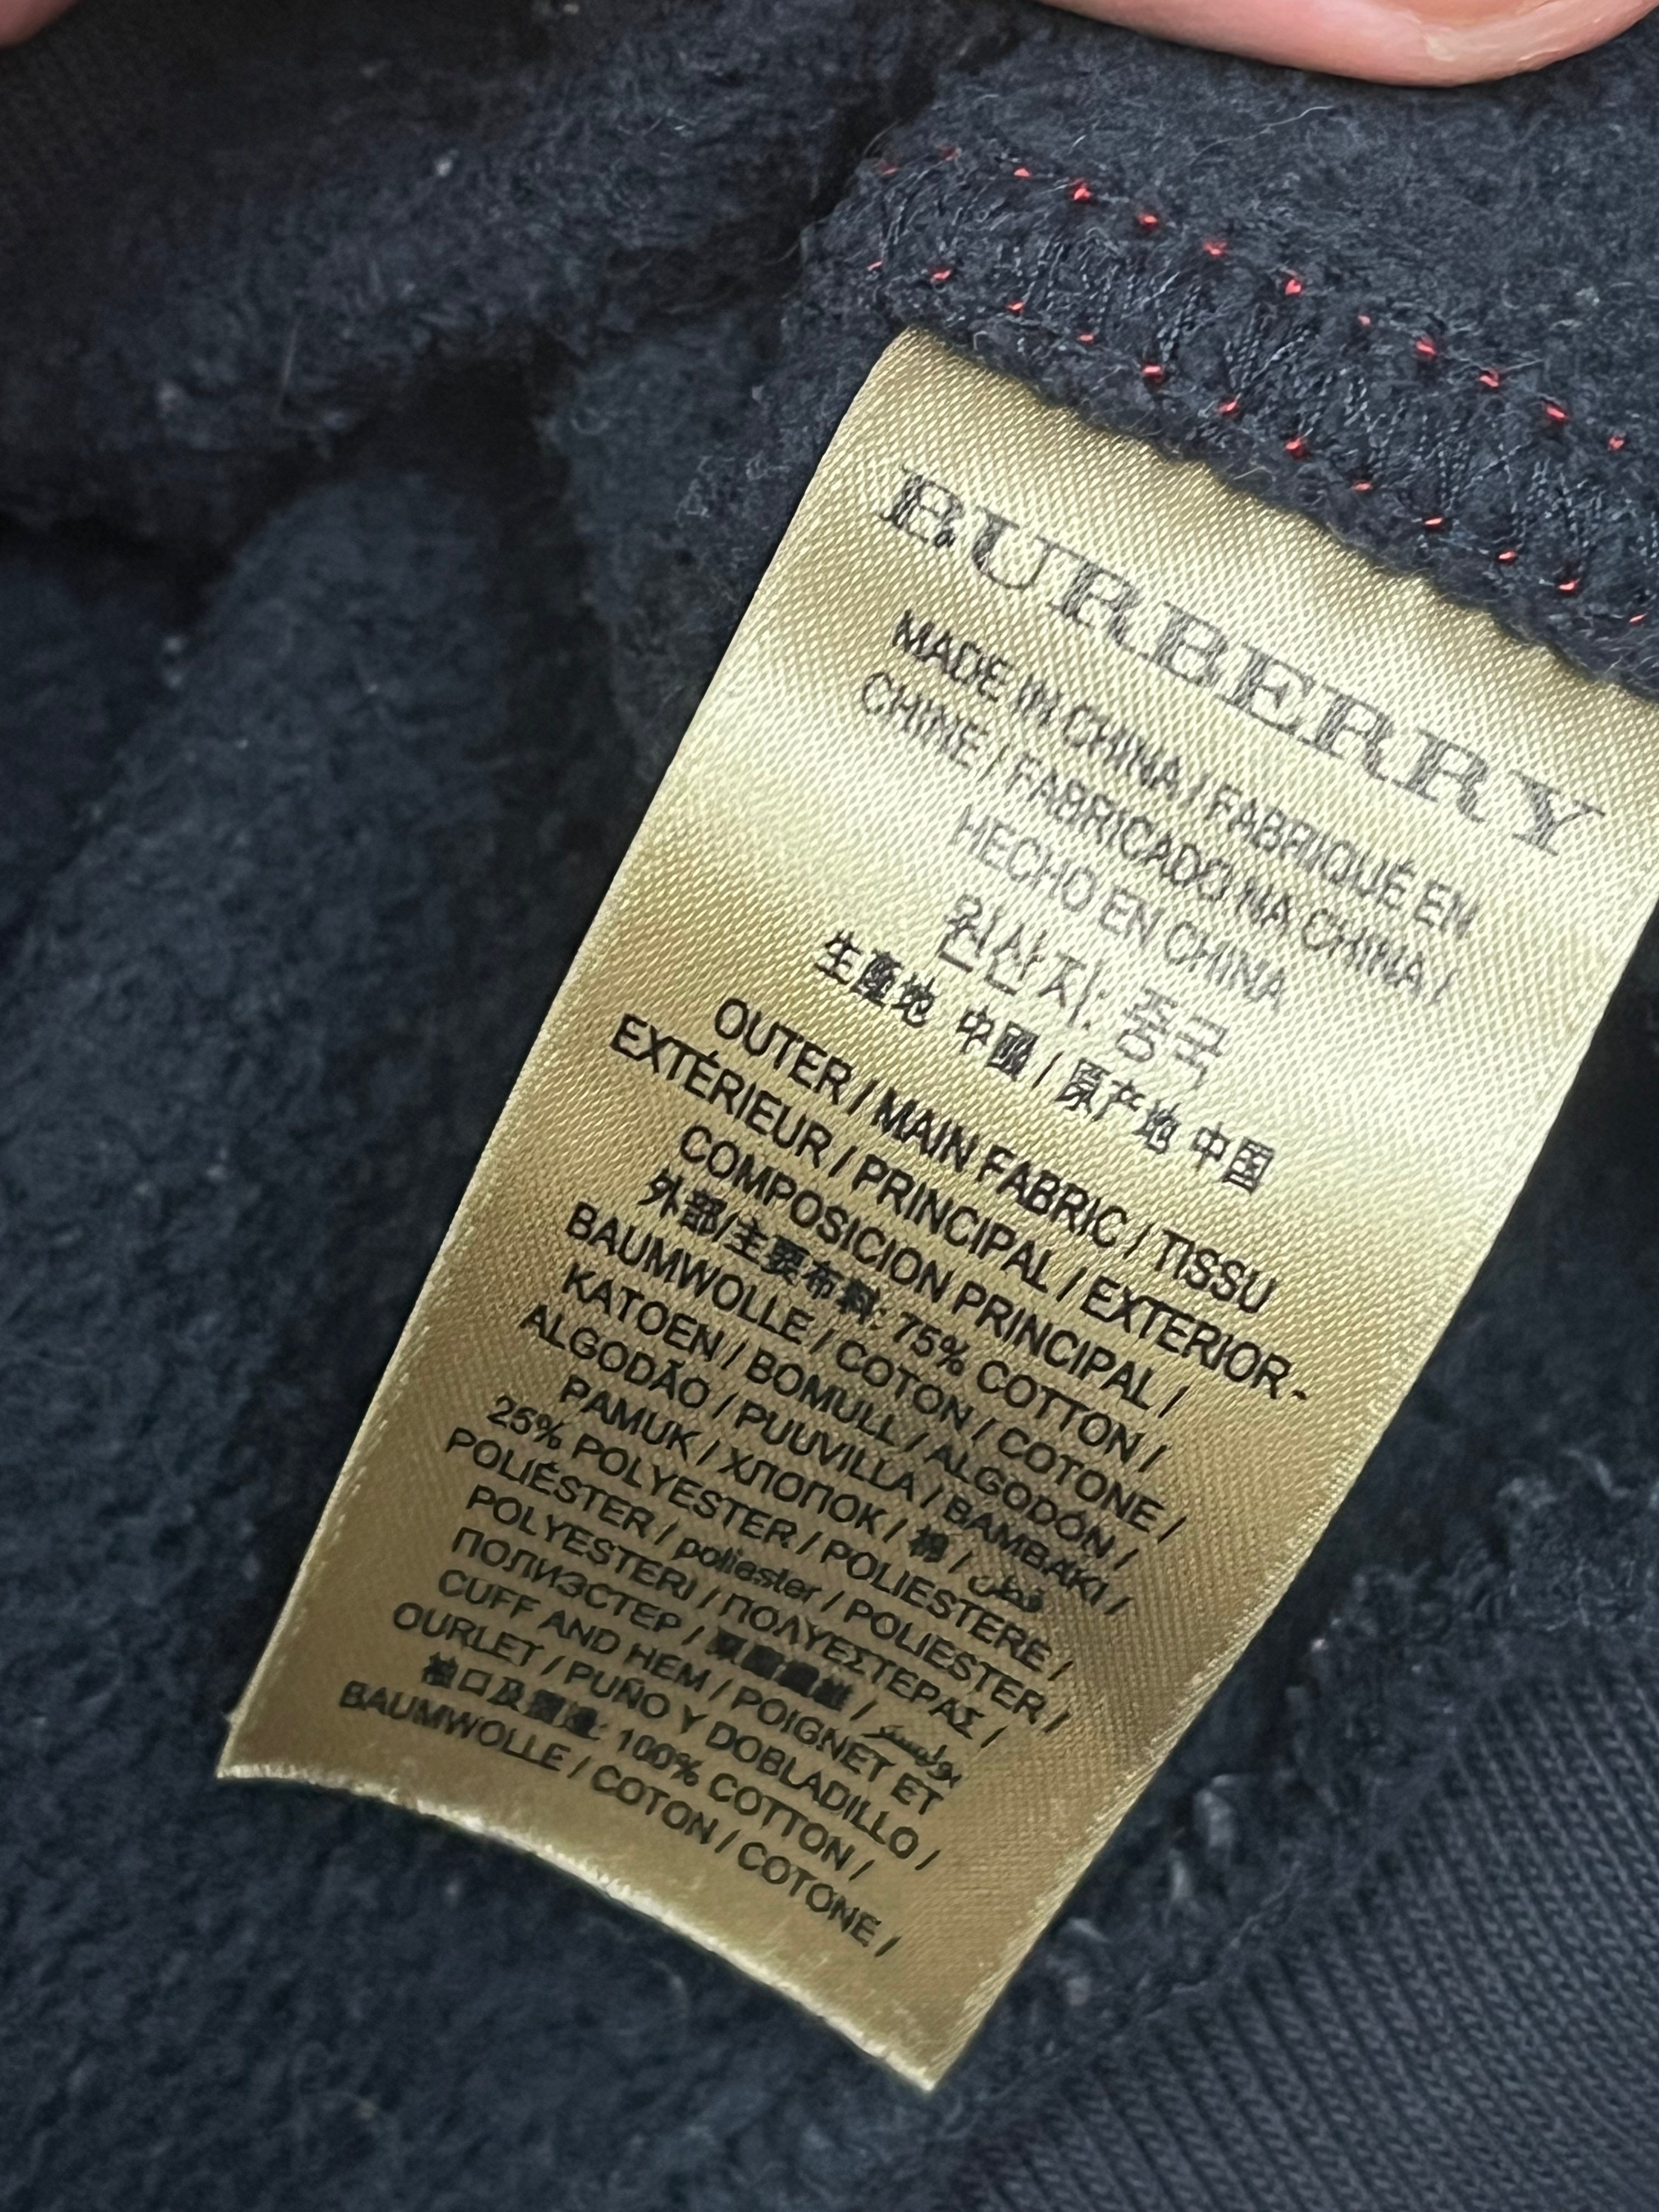 BURBERRY
MADE IN CHINA / FABRIQUÉ EN
CHINE / FABRICADO NA CHINA /
HECHO EN CHINA
원산지: 중국
生產地 中國 / 原产地 中国
OUTER / MAIN FABRIC / TISSU
EXTÉRIEUR / PRINCIPAL / EXTERIOR-
COMPOSICION PRINCIPAL /
外部/主要布料: 75% COTTON /
BAUMWOLLE / COTON / COTONE /
KATOEN / BOMULL / ALGODÓN /
ALGODÃO / PUUVILLA / BAMBAKI /
PAMUK / ХЛОПОК / 棉 / قطن
25% POLYESTER / POLIESTERE /
POLIÉSTER / poliester / POLIESTER /
POLYESTERI / ΠΟΛΥΕΣΤΕΡΑΣ /
ПОЛИЭСТЕР / / بوليستر
CUFF AND HEM / POIGNET ET
OURLET / PUÑO Y DOBLADILLO /
袖口及 100% COTTON /
BAUMWOLLE / COTON / COTONE /